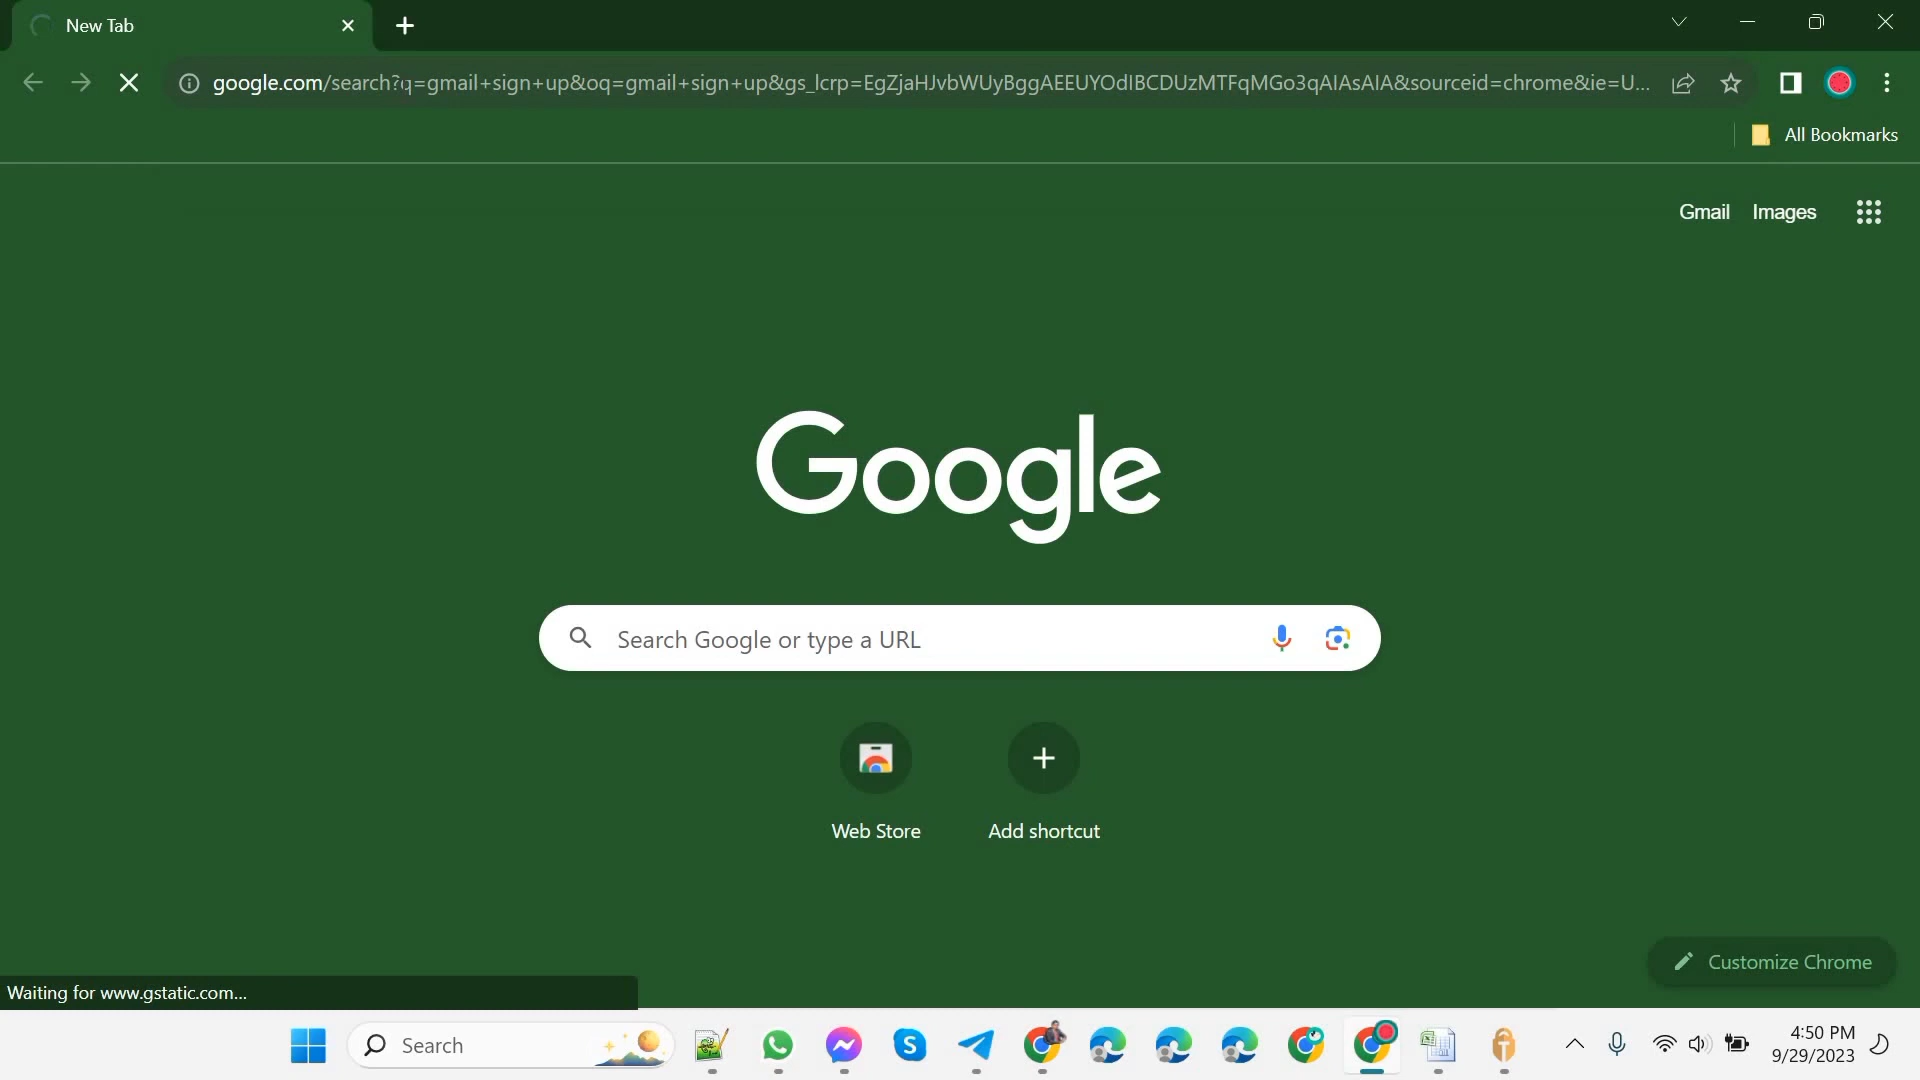 New Tab
google.com/search?q=gmail+sign+up&oq=gmail+sign+up&gs_lcrp=EgZjaHJvbWUyBggAEEUYOdIBCDUzMTFqMGo3qAIAsAIA&sourceid=chrome&ie=U...
All Bookmarks
Gmail Images
Google
Search Google or type a URL
Web Store Add shortcut
Customize Chrome
Waiting for www.gstatic.com...
Search
4:50 PM
9/29/2023